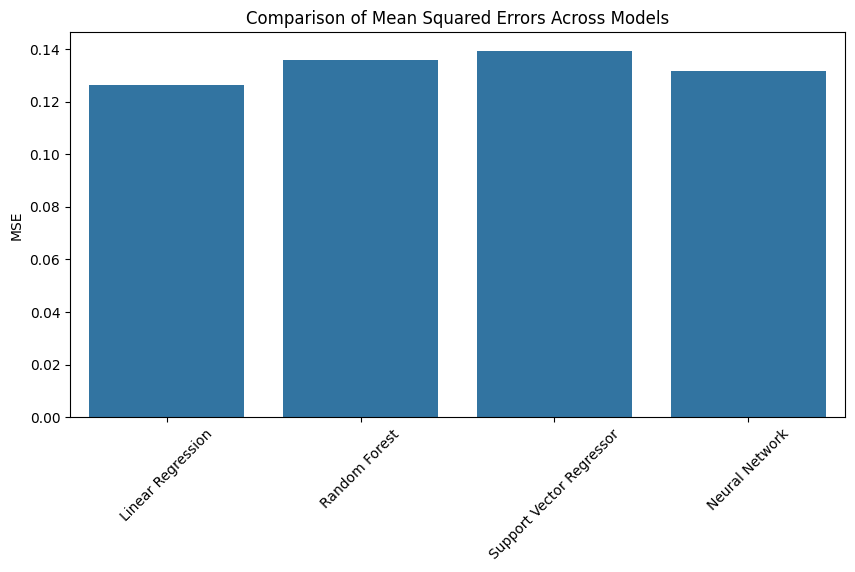 Comparison of Mean Squared Errors Across Models
0.14
0.12
0.10
0.08
0.06
0.04
0.02
0.00
MSE
Linear Regression
Random Forest
Support Vector Regressor
Neural Network